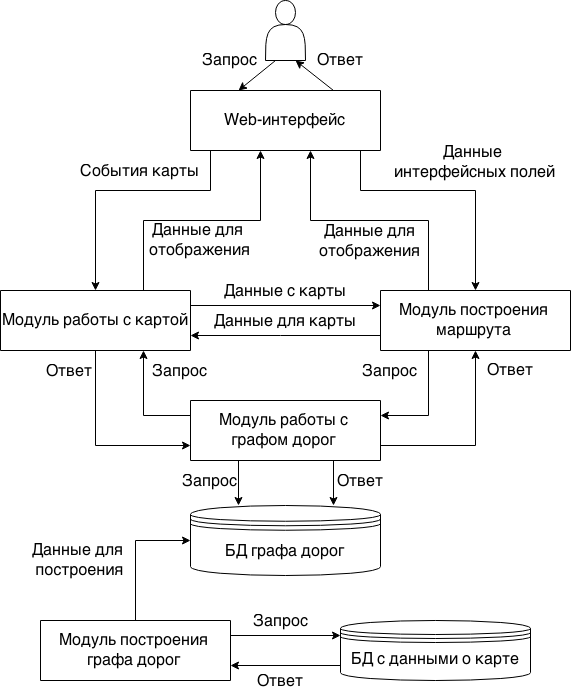 Запрос
Ответ
Web-интерфейс
События карты
Данные
интерфейсных полей
Данные для
отображения
Данные для
отображения
Модуль работы с картой
Данные с карты
Данные для карты
Модуль построения
маршрута
Ответ
Запрос
Запрос
Ответ
Модуль работы с
графом дорог
Запрос
Ответ
БД графа дорог
Данные для
построения
Модуль построения
графа дорог
Запрос
Ответ
БД с данными о карте